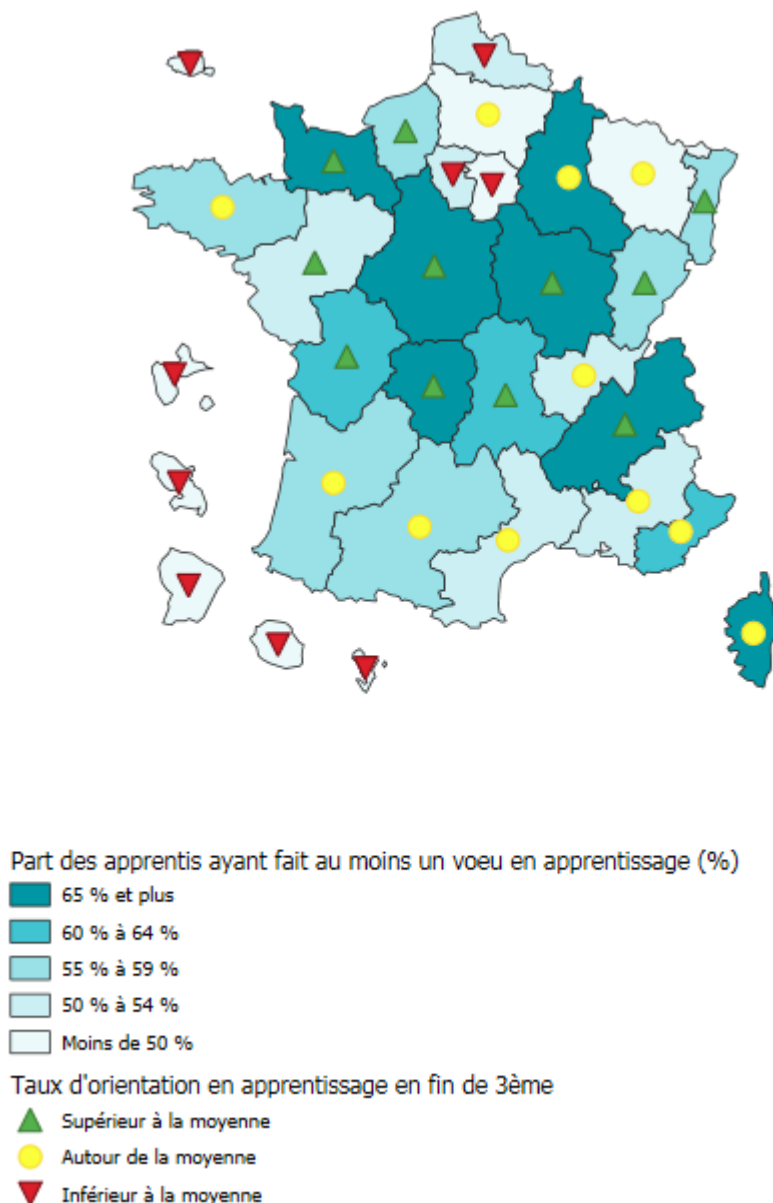 Part des apprentis ayant fait au moins un voeu en apprentissage (%)
65 % et plus
60 % à 64 %
55 % à 59 %
50 % à 54 %
Moins de 50 %
Taux d'orientation en apprentissage en fin de 3ème
Supérieur à la moyenne
Autour de la moyenne
Inférieur à la moyenne